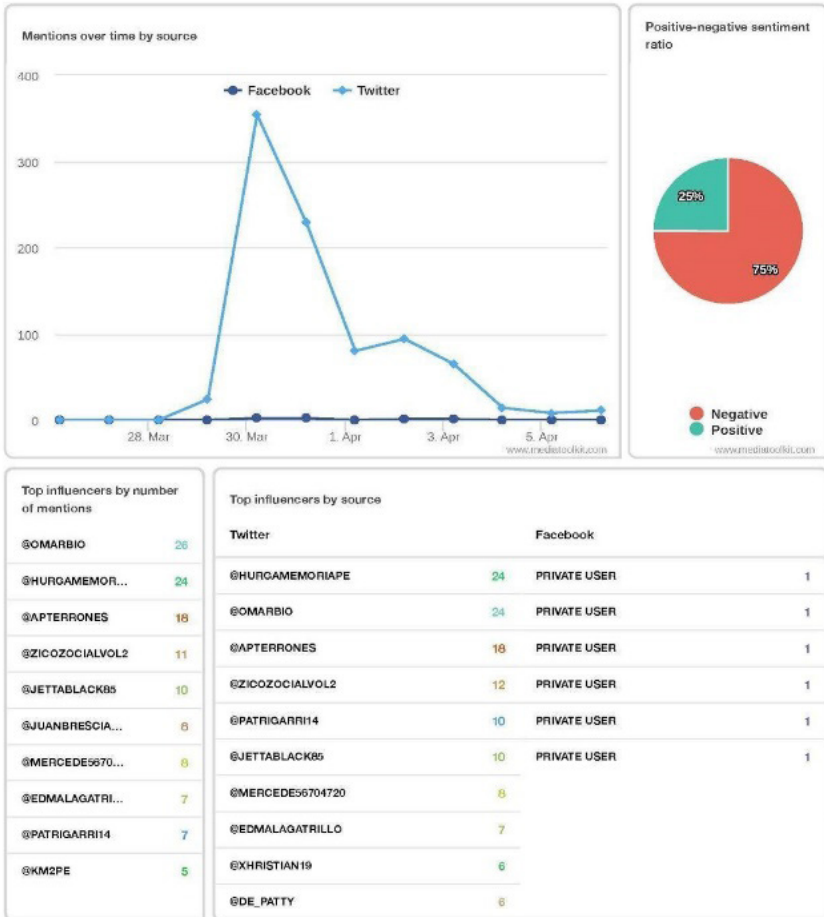 Mentions over time by source
400
Facebook Twitter
300
200
100
0
28. Mar 30. Mar 1. Apr 3. Apr 5. Apr
www.mediatoolkit.com
Positive-negative sentiment
ratio
25%
75%
Negative
Positive
www.mediatoolkit.com
Top influencers by number
of mentions
@OMARBIO 26
@HURGAMEMOR... 24
@APTERRONES 18
@ZICOZOCIALVOL2 11
@JETTABLACK85 10
@JUANBRESCIA... 8
@MERCEDE5670... 8
@EDMALAGATRI... 7
@PATRIGARRI14 7
@KM2PE 5
Top influencers by source
Twitter Facebook
@HURGAMEMORIAPE 24 PRIVATE USER 1
@OMARBIO 24 PRIVATE USER 1
@APTERRONES 18 PRIVATE USER 1
@ZICOZOCIALVOL2 12 PRIVATE USER 1
@PATRIGARRI14 10 PRIVATE USER 1
@JETTABLACK85 10 PRIVATE USER 1
@MERCEDE56704720 8
@EDMALAGATRILLO 7
@XHRISTIAN19 6
@DE_PATTY 6